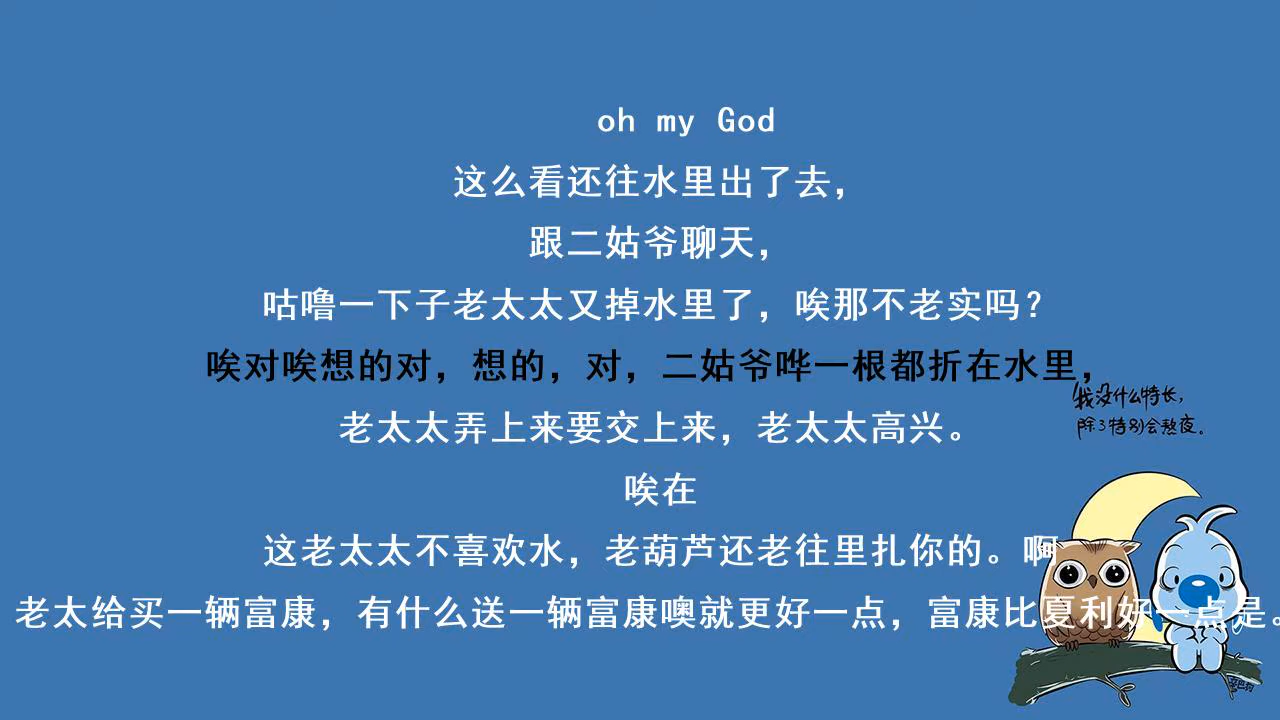 oh my God
这么看还往水里出了去，
跟二姑爷聊天，
咕噜一下子老太太又掉水里了，唉那不老实吗？
唉对唉想的对，想的，对，二姑爷哗一根都折在水里，
我没什么特长，
除了特别会熬夜。
老太太弄上来要交上来，老太太高兴。
唉在
这老太太不喜欢水，老葫芦还老往里扎你的。啊
老太给买一辆富康，有什么送一辆富康噢就更好一点，富康比夏利好一点是。